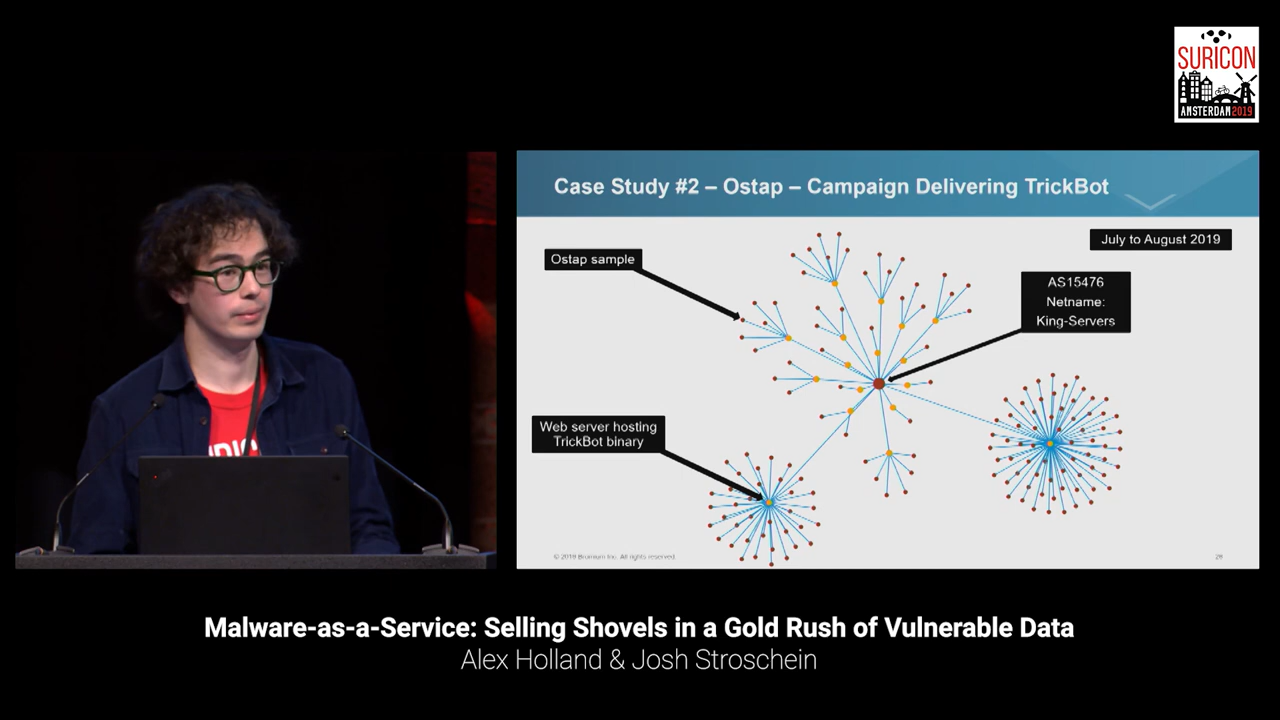 SURICON
AMSTERDAM2019
Case Study #2 – Ostap – Campaign Delivering TrickBot
July to August 2019
Ostap sample
AS15476
Netname:
King-Servers
Web server hosting
TrickBot binary
© 2019 Bromium Inc. All rights reserved.
28
Malware-as-a-Service: Selling Shovels in a Gold Rush of Vulnerable Data
Alex Holland & Josh Stroschein